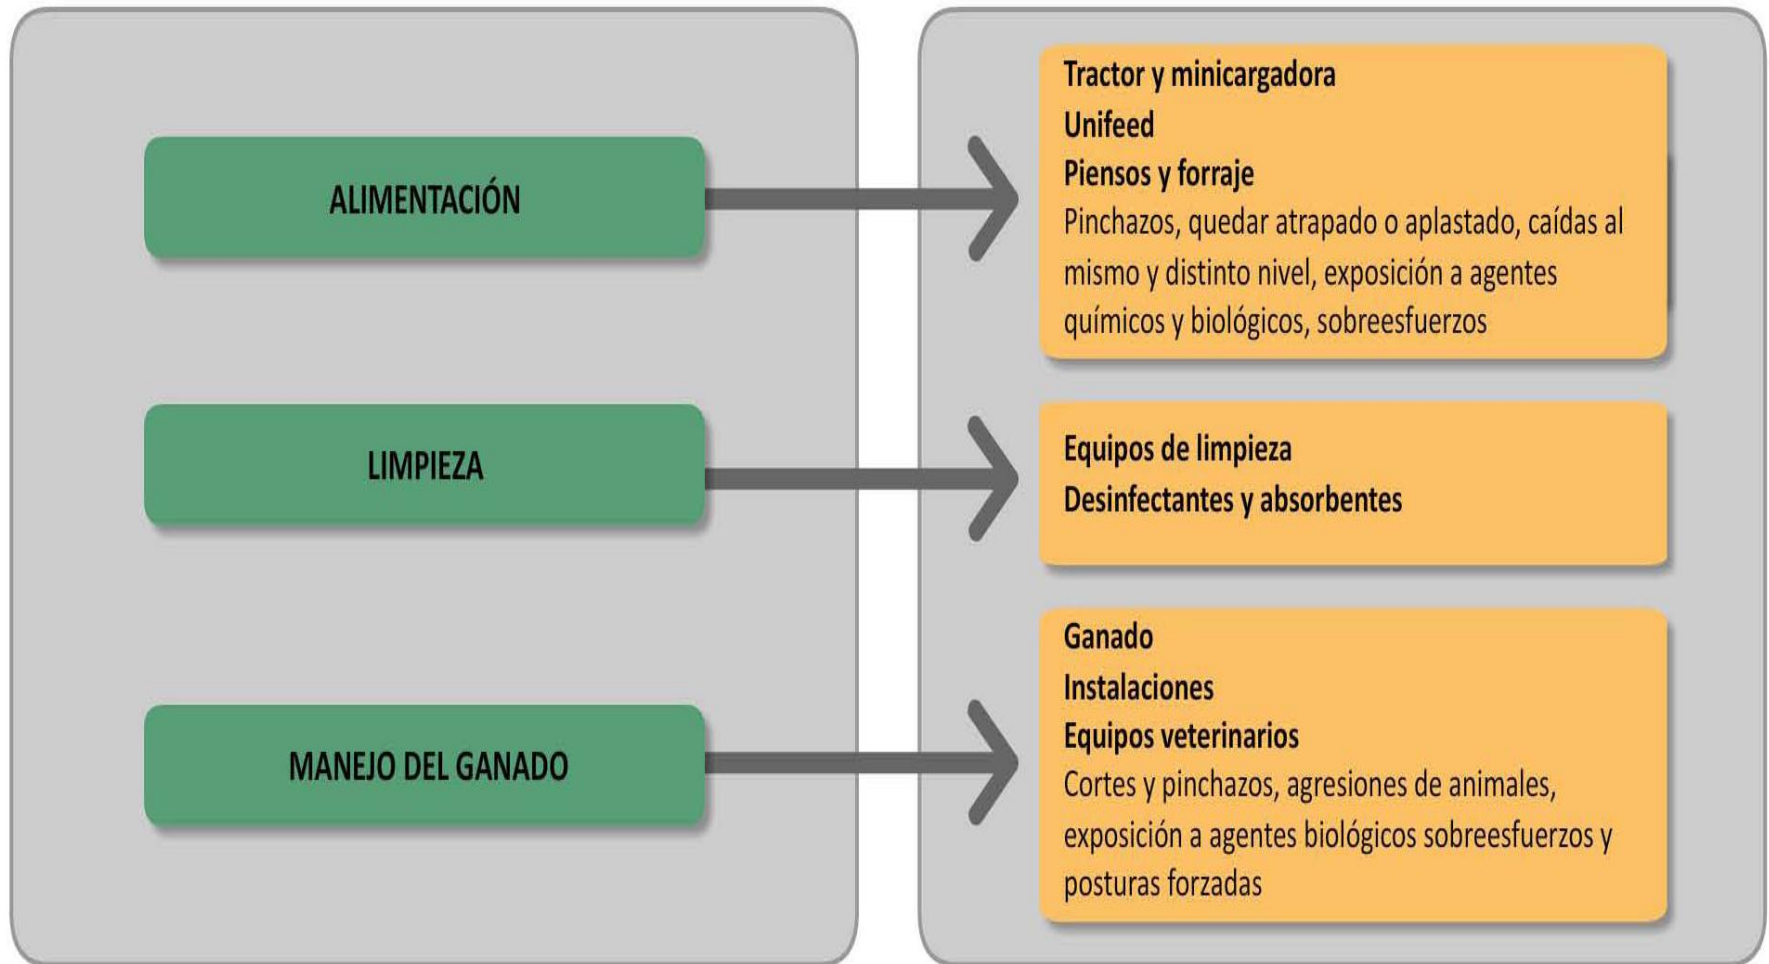 ALIMENTACIÓN
Tractor y minicargadora
Unifeed
Piensos y forraje
Pinchazos, quedar atrapado o aplastado, caídas al
mismo y distinto nivel, exposición a agentes
químicos y biológicos, sobreesfuerzos
LIMPIEZA
Equipos de limpieza
Desinfectantes y absorbentes
MANEJO DEL GANADO
Ganado
Instalaciones
Equipos veterinarios
Cortes y pinchazos, agresiones de animales,
exposición a agentes biológicos sobreesfuerzos y
posturas forzadas